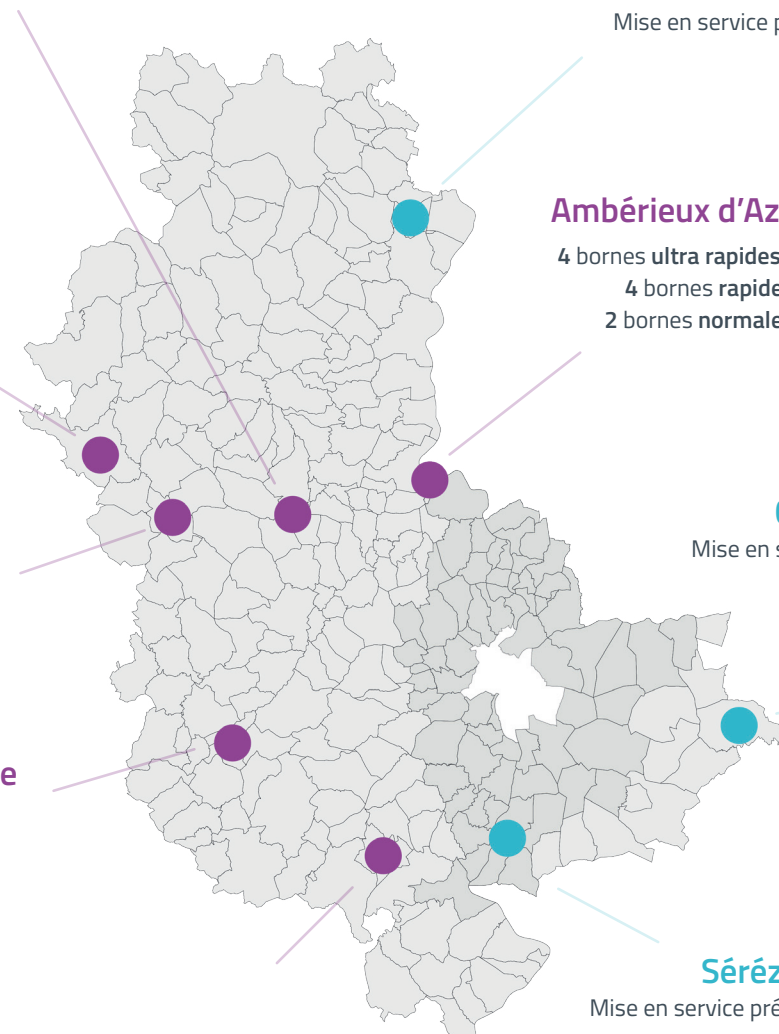 Mise en service p
Ambérieux d'Az
4 bornes ultra rapides
4 bornes rapide
2 bornes normale
Mise en s
e
Séréz
Mise en service pré